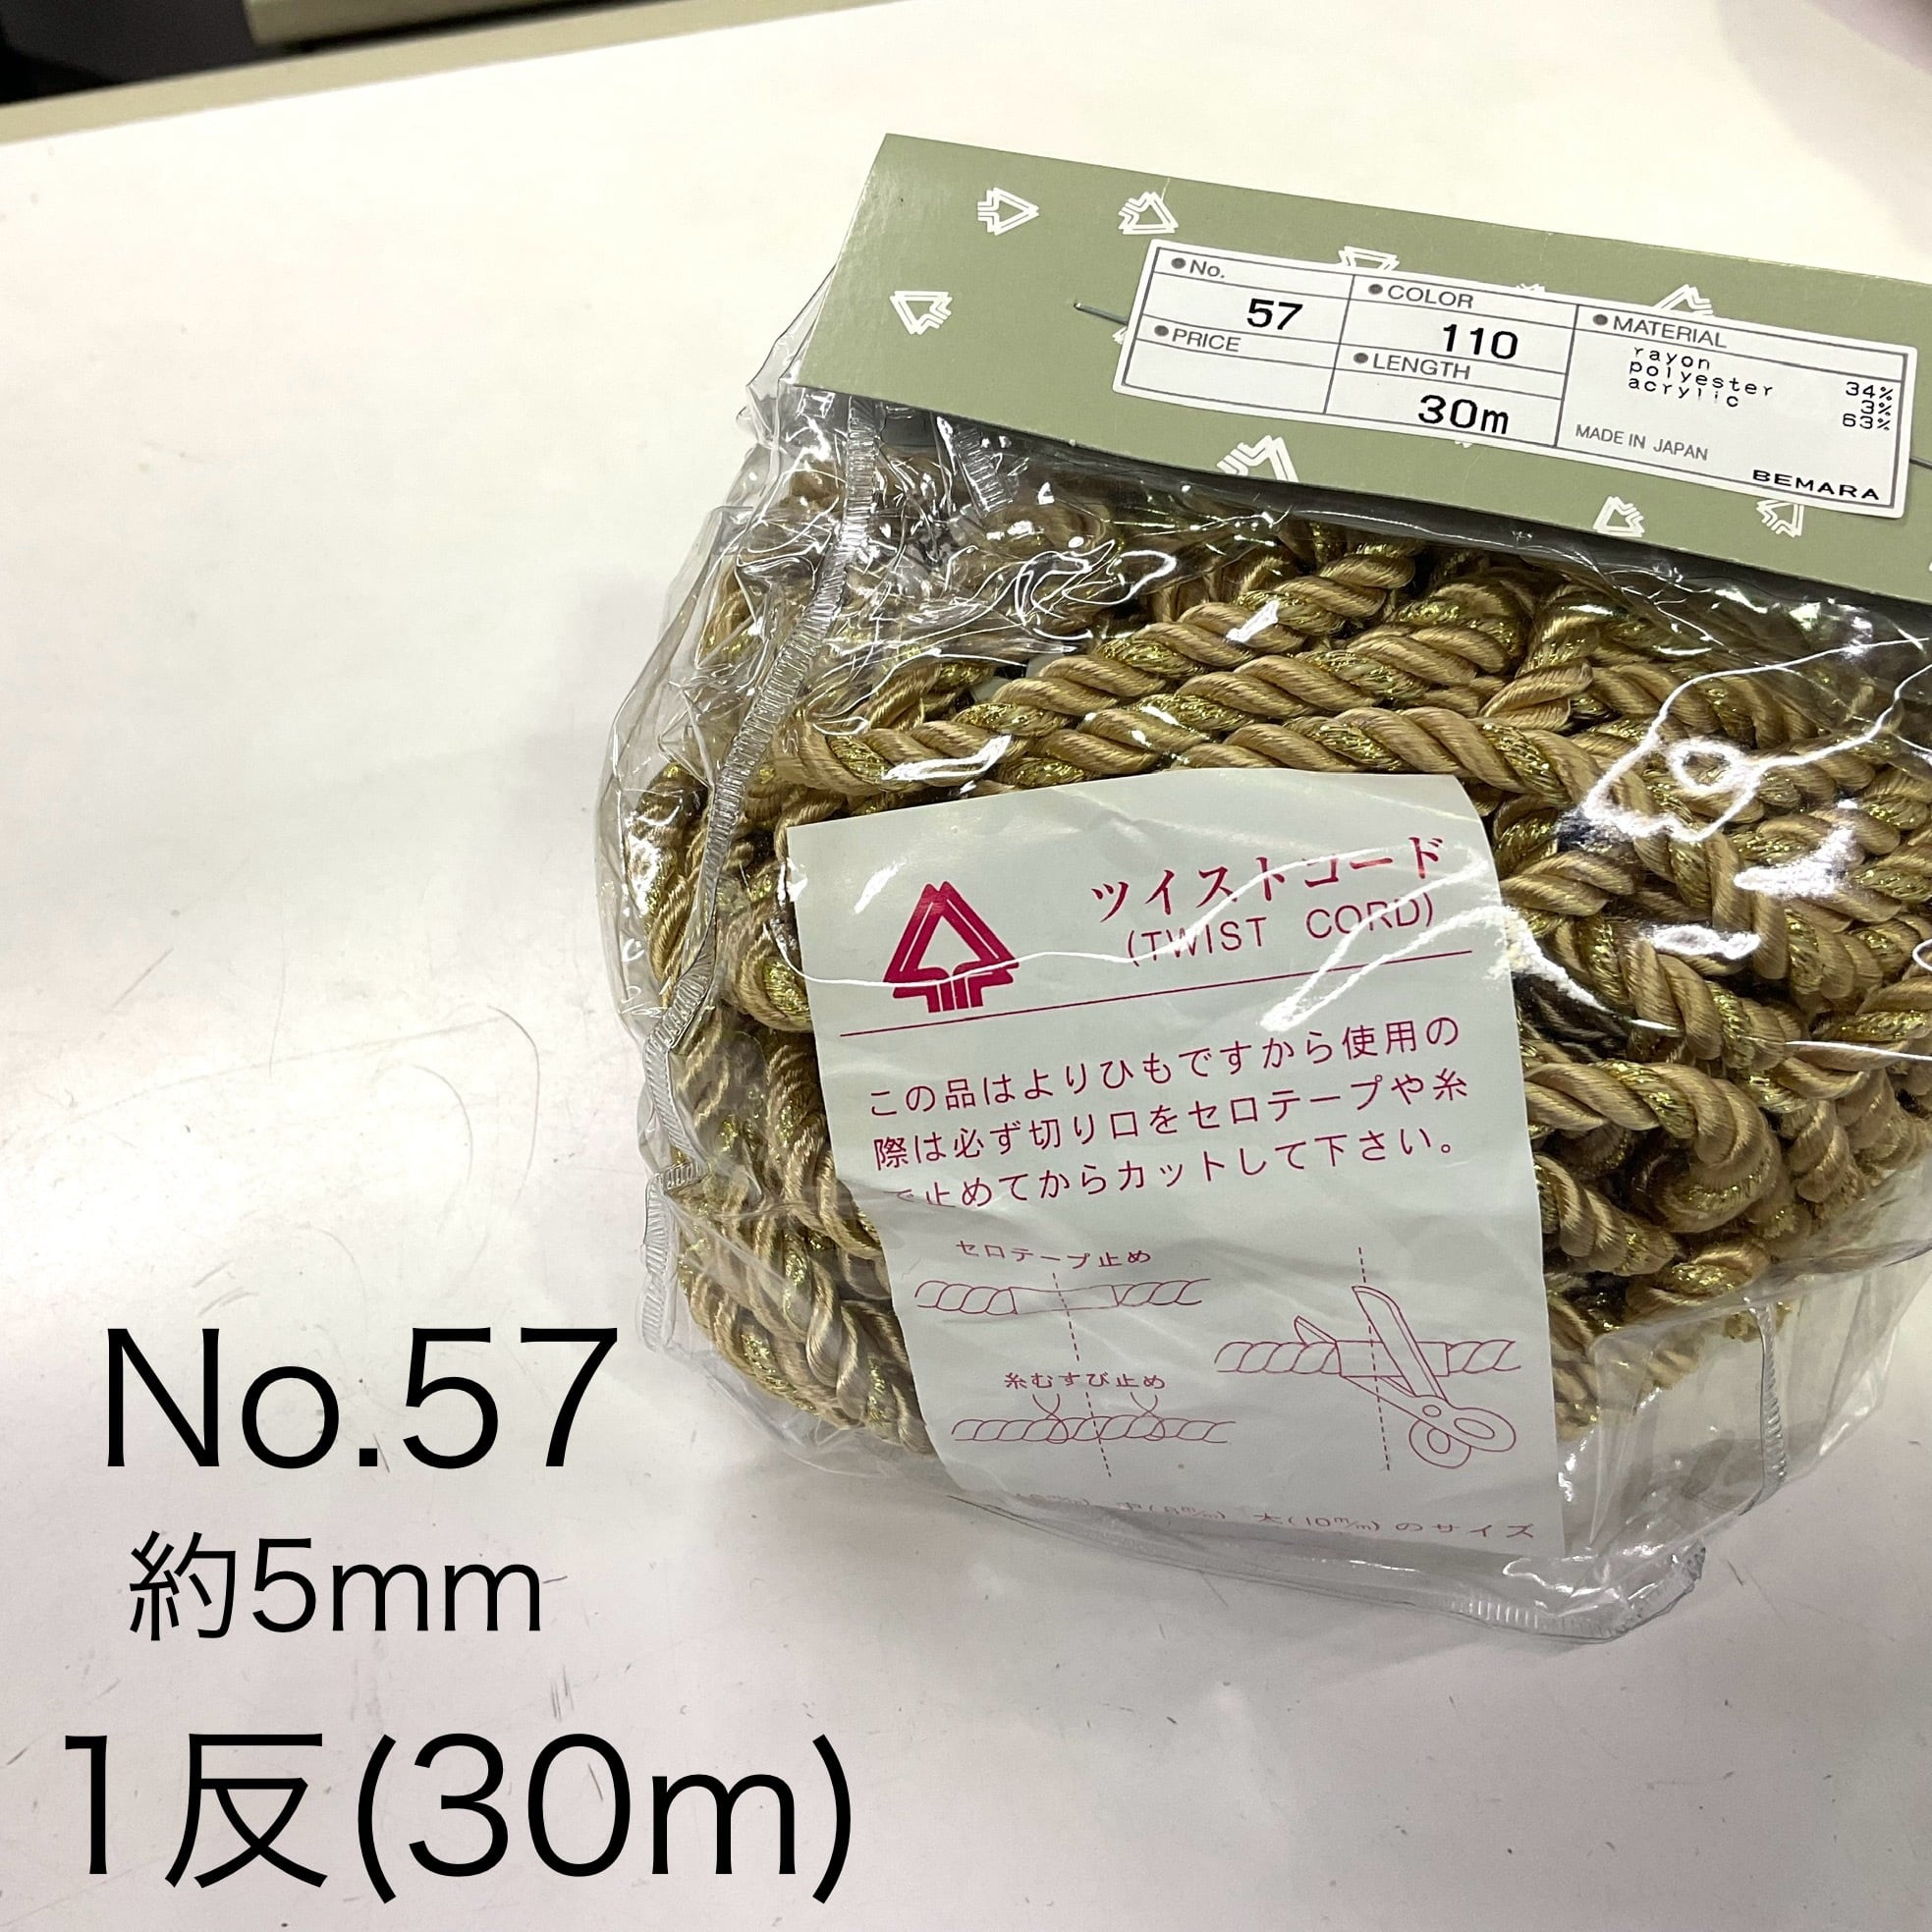 No.
57
COLOR
110
MATERIAL
rayon 34%
polyester 3%
acrylic 63%
PRICE
LENGTH
30m
MADE IN JAPAN
BEMARA
ツイストコード
(TWIST CORD)
この品はよりひもですから使用の
際は必ず切り口をセロテープや糸
で止めてからカットして下さい。
セロテープ止め
糸むすび止め
太(10m/m)のサイズ
No.57
約5mm
1反(30m)